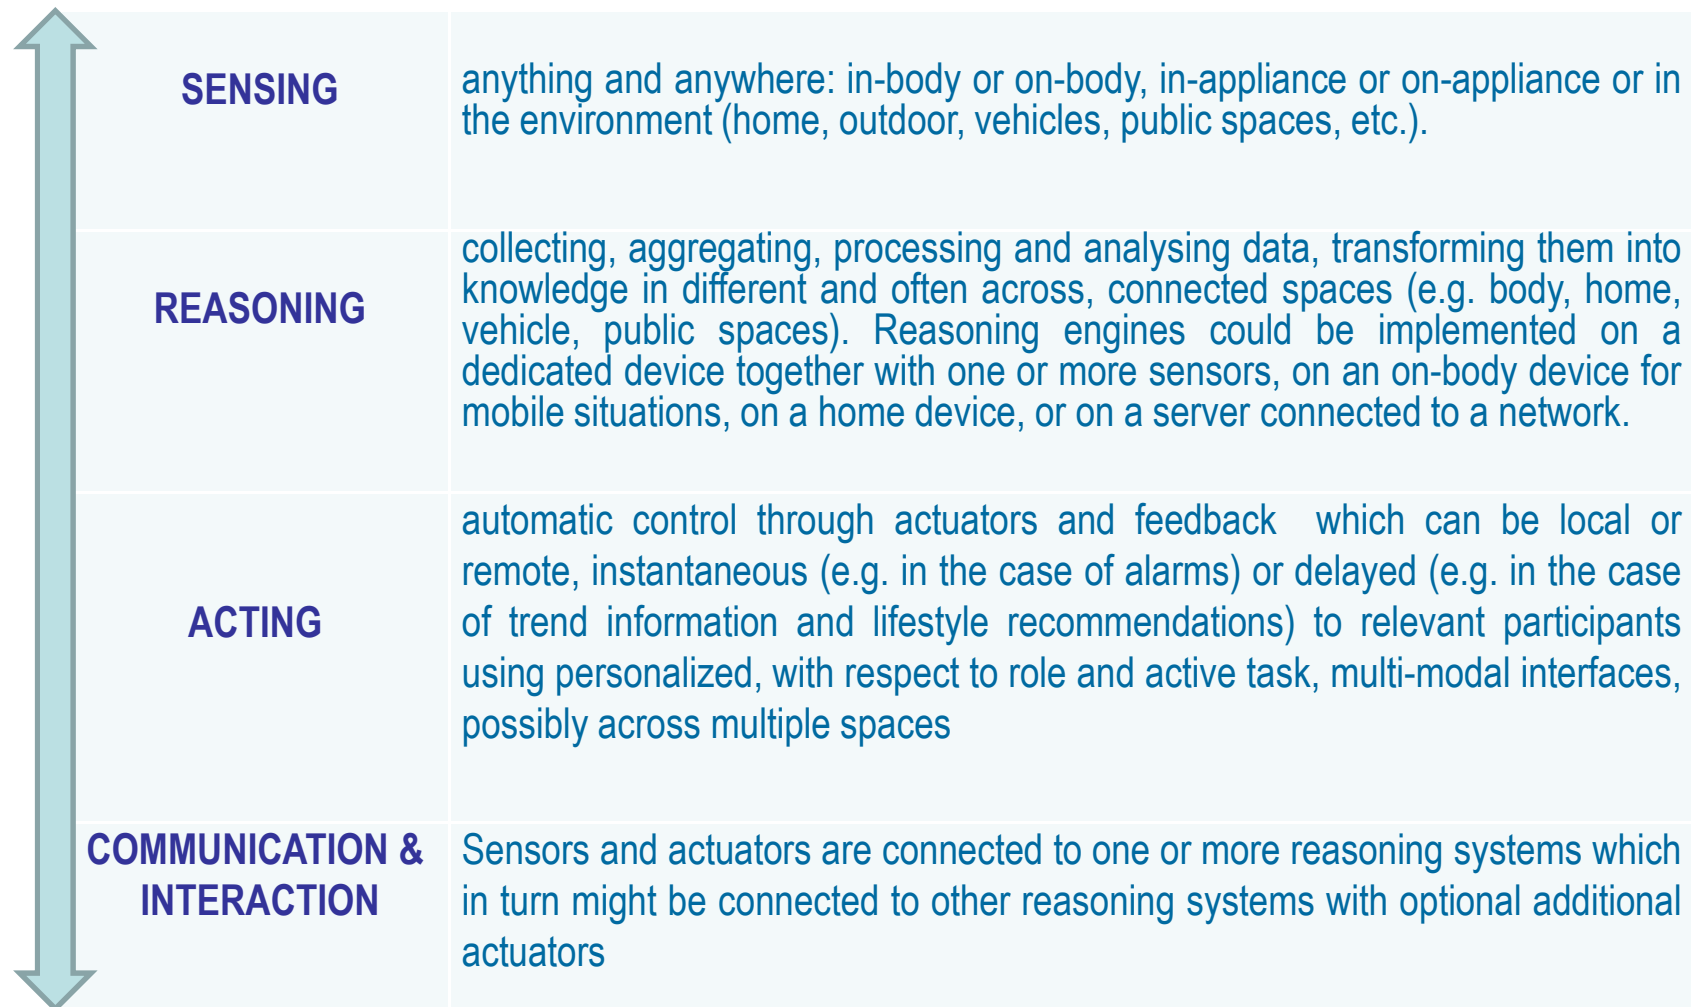 SENSING
anything and anywhere: in-body or on-body, in-appliance or on-appliance or in
the environment (home, outdoor, vehicles, public spaces, etc.).
REASONING
collecting, aggregating, processing and analysing data, transforming them into
knowledge in different and often across, connected spaces (e.g. body, home,
vehicle, public spaces). Reasoning engines could be implemented on a
dedicated device together with one or more sensors, on an on-body device for
mobile situations, on a home device, or on a server connected to a network.
ACTING
automatic control through actuators and feedback which can be local or
remote, instantaneous (e.g. in the case of alarms) or delayed (e.g. in the case
of trend information and lifestyle recommendations) to relevant participants
using personalized, with respect to role and active task, multi-modal interfaces,
possibly across multiple spaces
COMMUNICATION &
INTERACTION
Sensors and actuators are connected to one or more reasoning systems which
in turn might be connected to other reasoning systems with optional additional
actuators